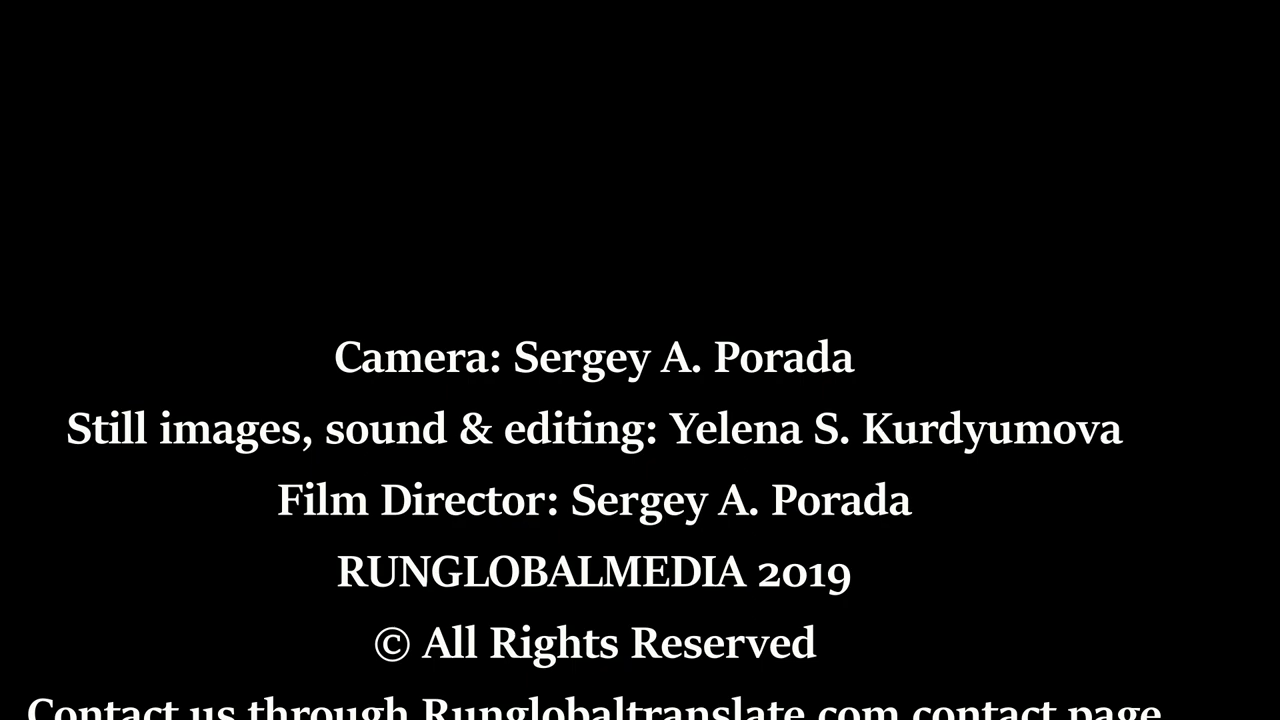 Camera: Sergey A. Porada
Still images, sound & editing: Yelena S. Kurdyumova
Film Director: Sergey A. Porada
RUNGLOBALMEDIA 2019
© All Rights Reserved
Contact us through Runglobaltranslate.com contact page